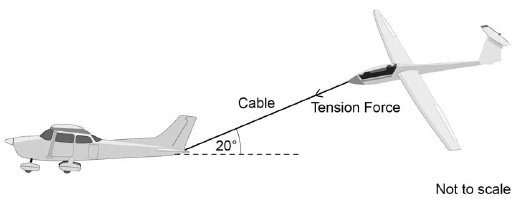 Cable
Tension Force
20°
Not to scale